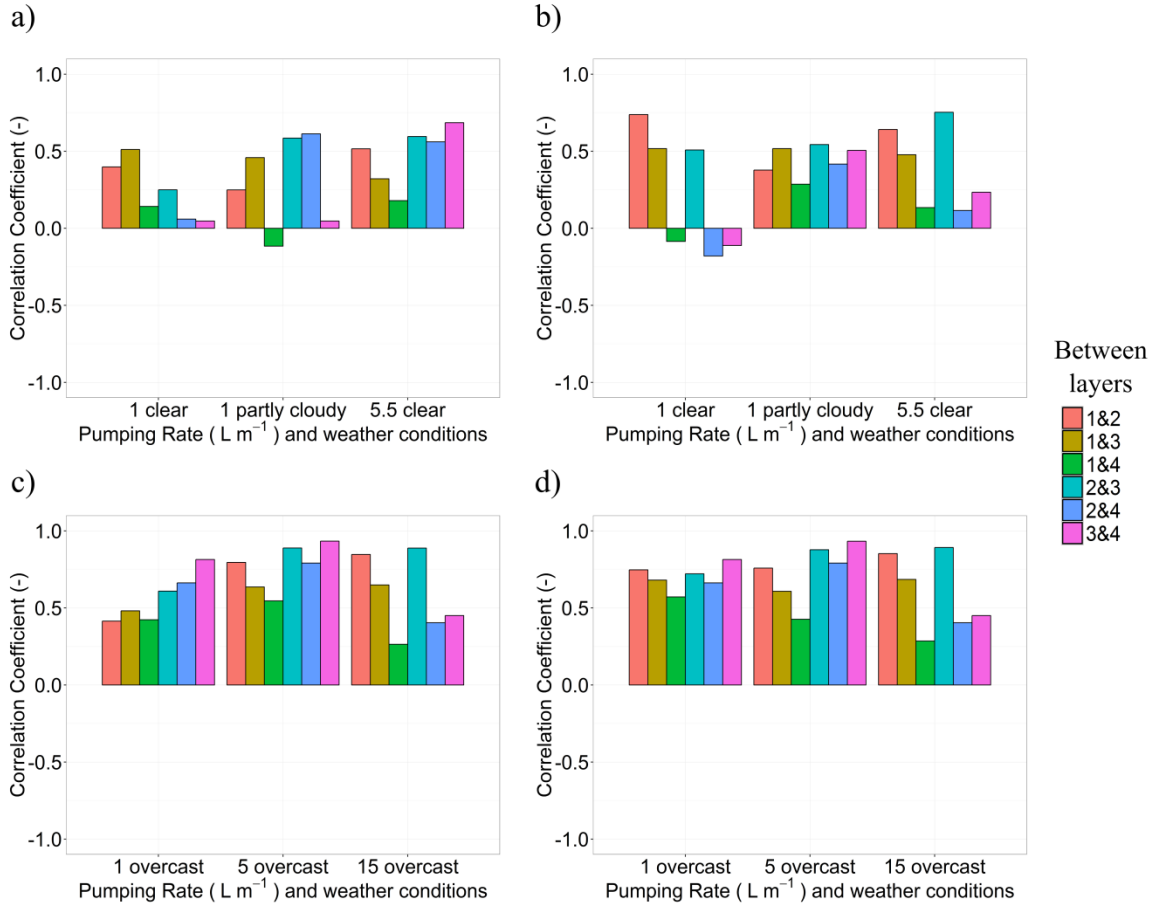 a)
1.0
0.5
0.0
-0.5
-1.0
Correlation Coefficient (-)
1 clear 1 partly cloudy 5.5 clear
Pumping Rate ( L m⁻¹ ) and weather conditions
b)
1.0
0.5
0.0
-0.5
-1.0
Correlation Coefficient (-)
1 clear 1 partly cloudy 5.5 clear
Pumping Rate ( L m⁻¹ ) and weather conditions
Between
layers
1&2
1&3
1&4
2&3
2&4
3&4
c)
1.0
0.5
0.0
-0.5
-1.0
Correlation Coefficient (-)
1 overcast 5 overcast 15 overcast
Pumping Rate ( L m⁻¹ ) and weather conditions
d)
1.0
0.5
0.0
-0.5
-1.0
Correlation Coefficient (-)
1 overcast 5 overcast 15 overcast
Pumping Rate ( L m⁻¹ ) and weather conditions